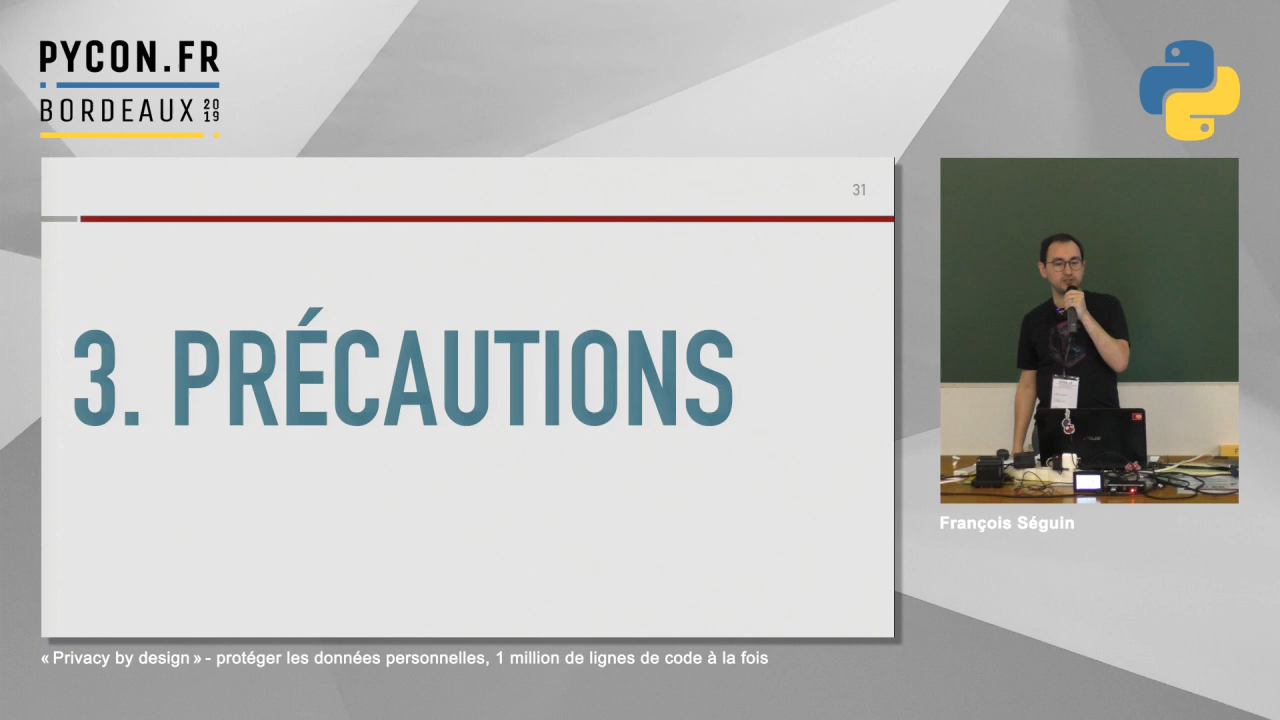 PYCON.FR
BORDEAUX 2019
31
3. PRÉCAUTIONS
François Séguin
« Privacy by design » - protéger les données personnelles, 1 million de lignes de code à la fois